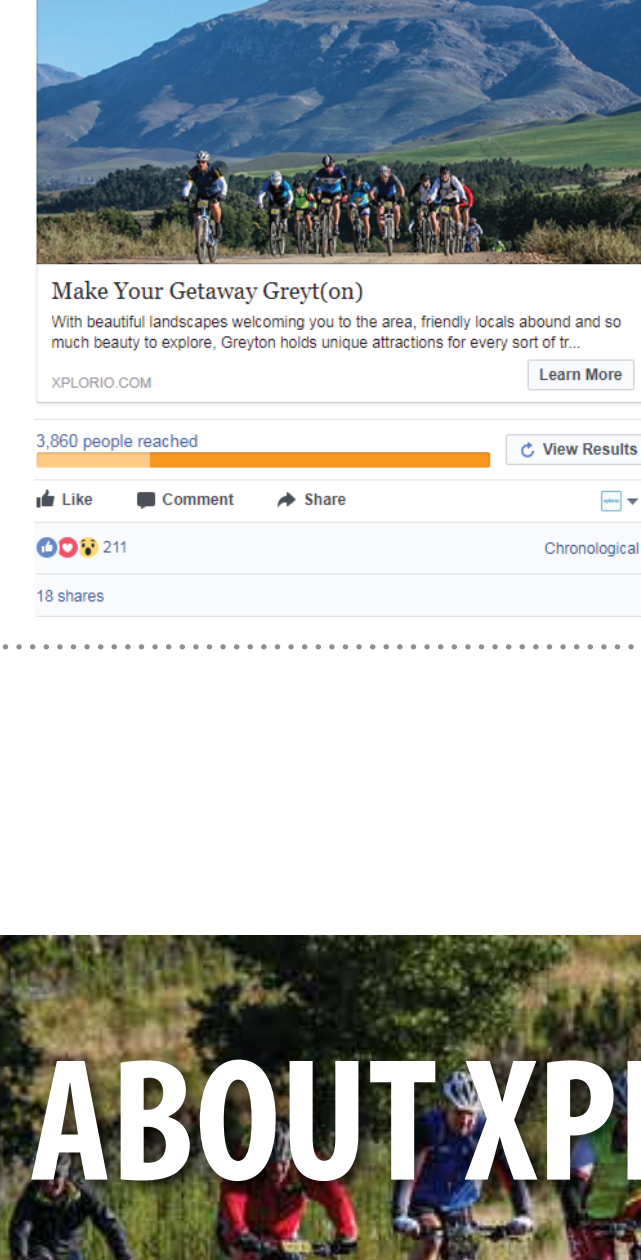 Make Your Getaway Greyt(on)
With beautiful landscapes welcoming you to the area, friendly locals abound and so
much beauty to explore, Greyton holds unique attractions for every sort of tr...
XPLORIO.COM
Learn More
3,860 people reached
View Results
Like
Comment
Share
211
Chronological
18 shares
ABOUT XP